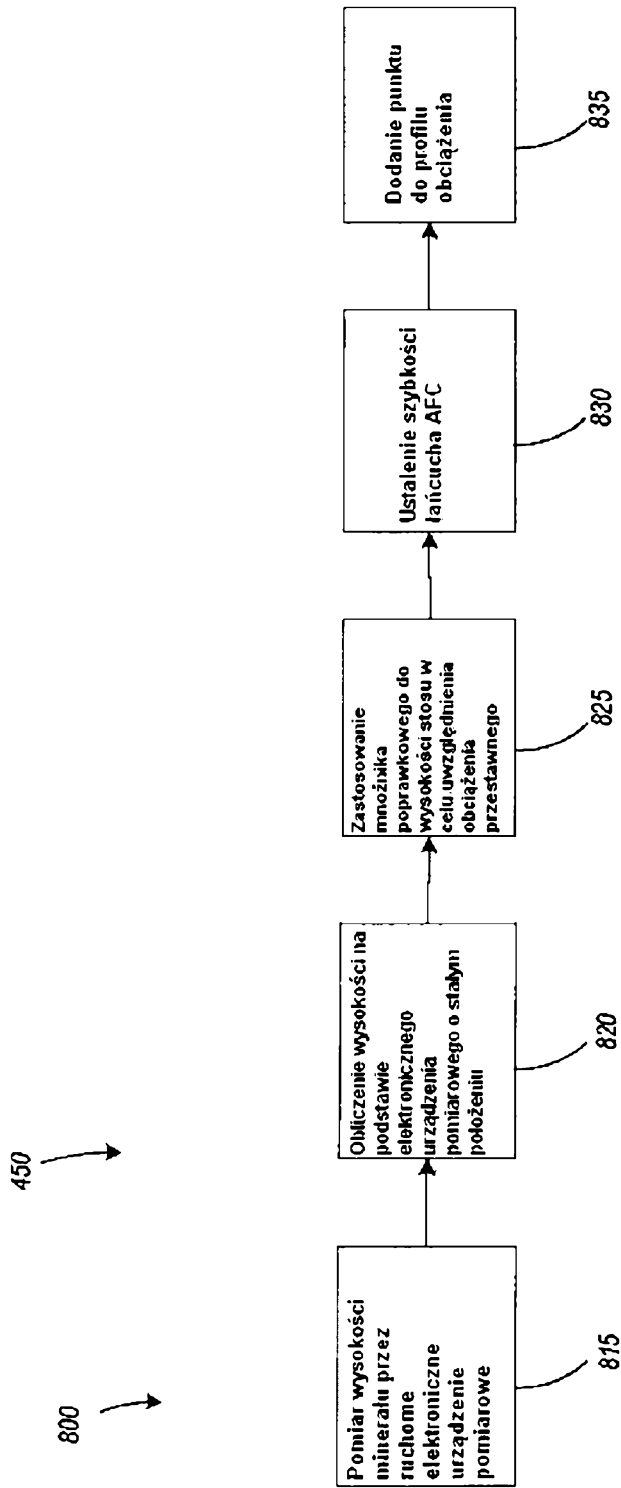 800
450
Pomiar wysokości
minerału przez
ruchome
elektroniczne
urządzenie
pomiarowe
815
Obliczenie wysokości na
podstawie
elektronicznego
urządzenia
pomiarowego o stałym
położeniu
820
Zastosowanie
mnożnika
poprawkowego do
wysokości stosu w
celu uwzględnienia
obciążenia
przestawnego
825
Ustalenie szybkości
łańcucha AFC
830
Dodanie punktu
do profilu
obciążenia
835